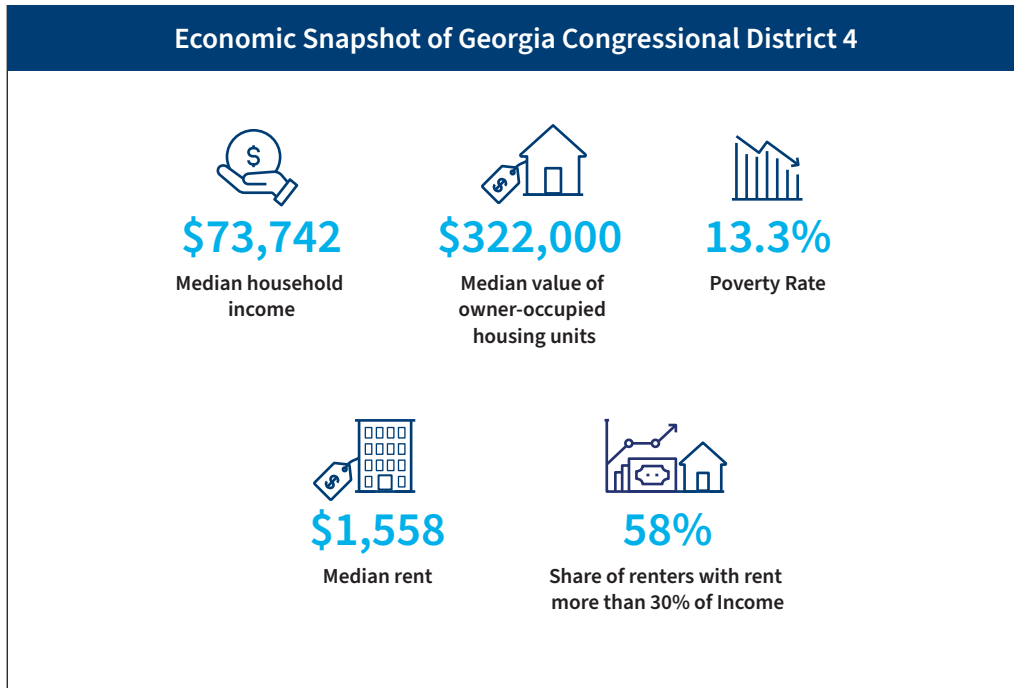 Economic Snapshot of Georgia Congressional District 4
$
$
$73,742
Median household
income
$322,000
Median value of
owner-occupied
housing units
13.3%
Poverty Rate
$
$1,558
Median rent
58%
Share of renters with rent
more than 30% of Income